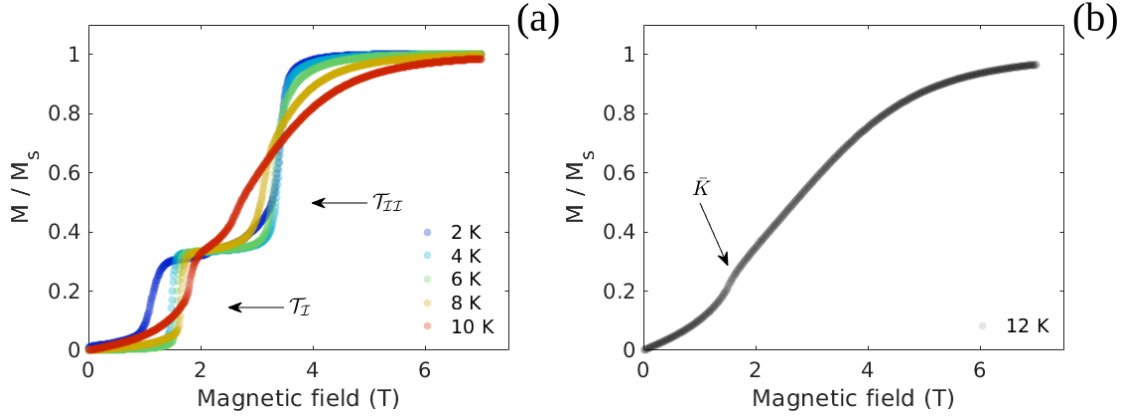 (a)
1
0.8
0.6
0.4
0.2
0
M / Mₛ
0 2 4 6
Magnetic field (T)
𝒯_ℐℐ
𝒯_ℐ
2 K
4 K
6 K
8 K
10 K
(b)
1
0.8
0.6
0.4
0.2
0
M / Mₛ
0 2 4 6
Magnetic field (T)
K̄
12 K